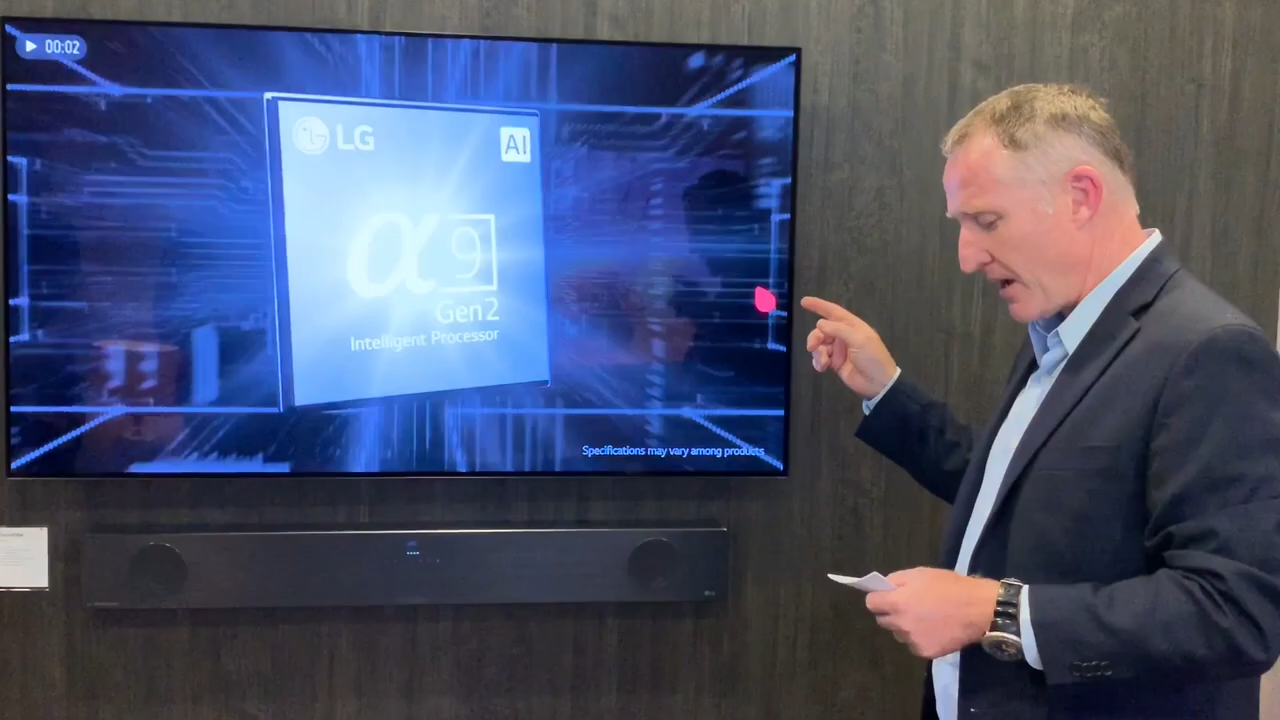 00:02
LG
AI
α9
Gen2
Intelligent Processor
Specifications may vary among products